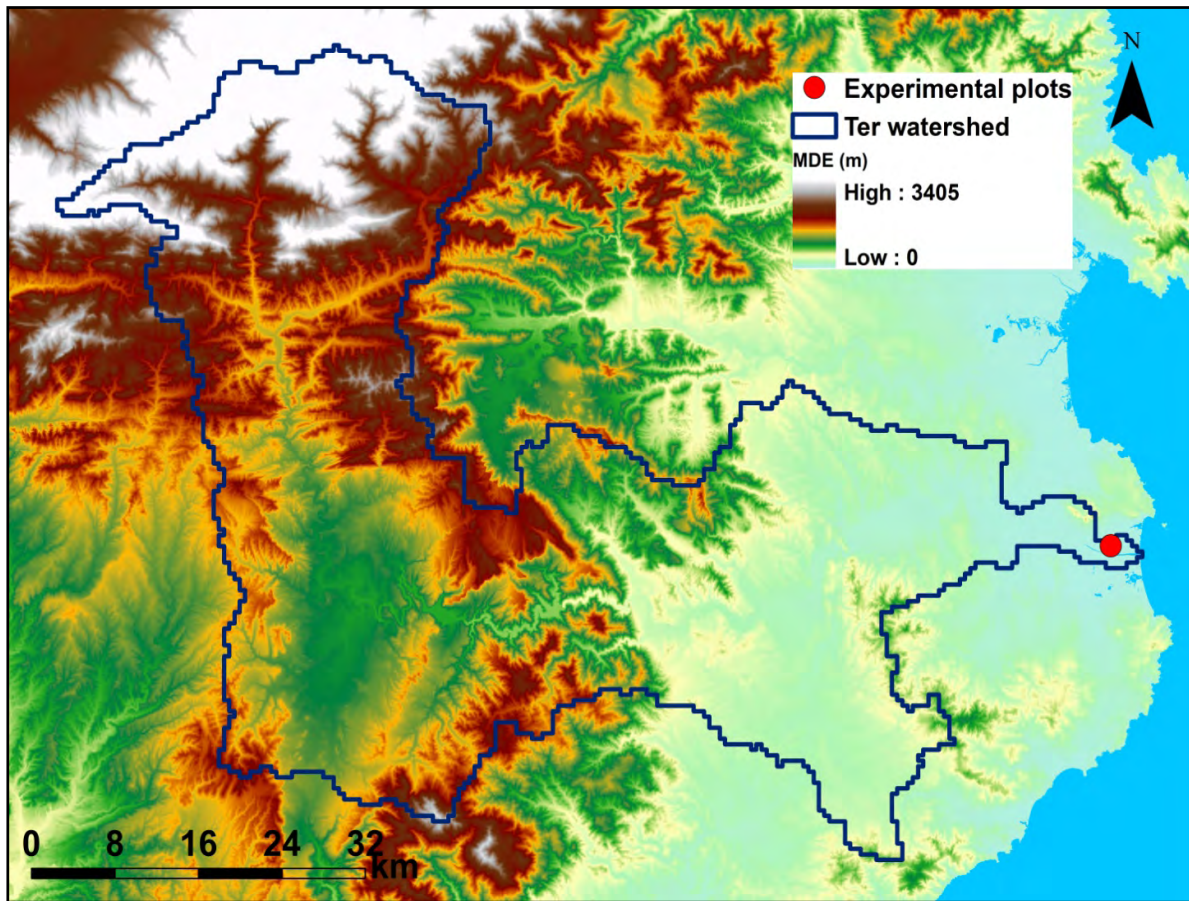 N
Experimental plots
Ter watershed
MDE (m)
High : 3405
Low : 0
0 8 16 24 32
km